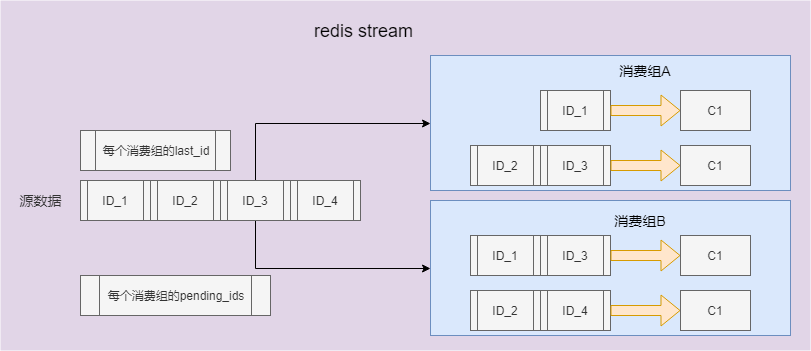 redis stream
每个消费组的last_id
源数据
ID_1 ID_2 ID_3 ID_4
每个消费组的pending_ids
消费组A
ID_1 C1
ID_2 ID_3 C1
消费组B
ID_1 ID_3 C1
ID_2 ID_4 C1